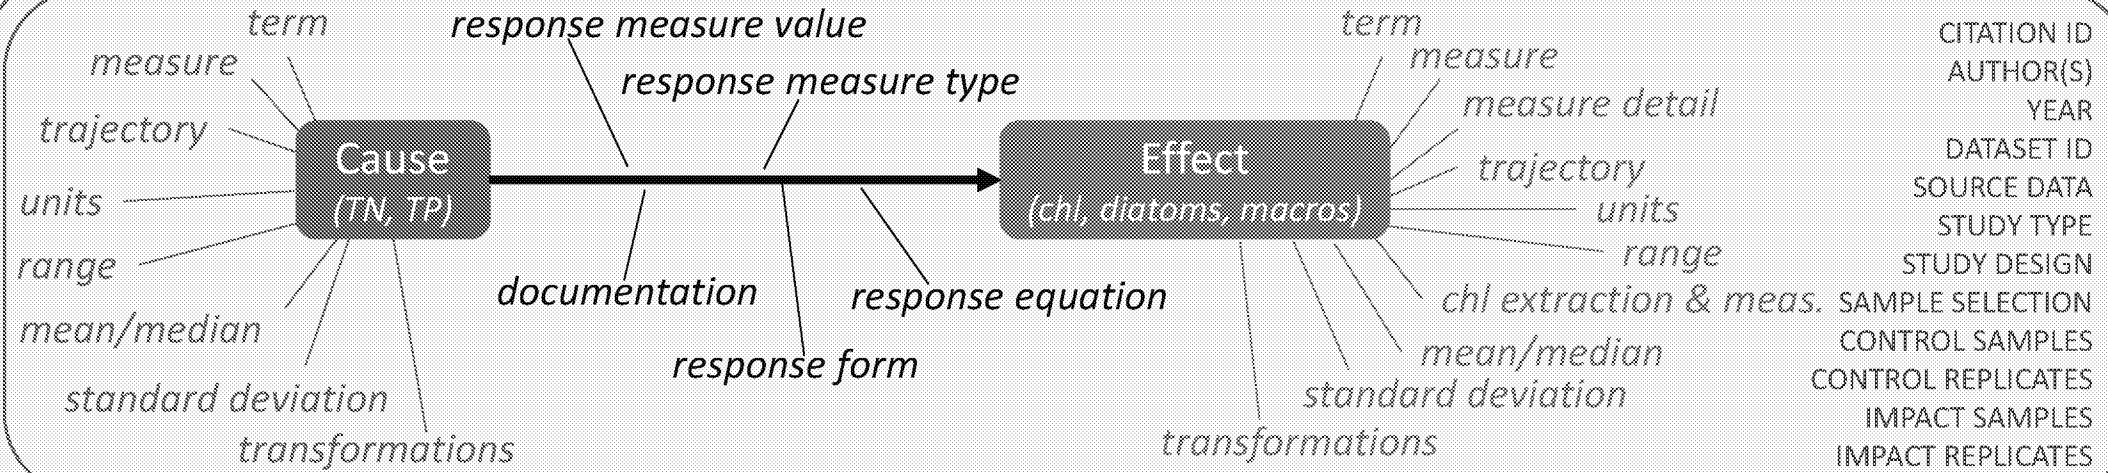 term
measure
trajectory
units
range
mean/median
standard deviation
transformations
Cause
(TN, TP)
response measure value
response measure type
documentation
response equation
response form
Effect
(chl, diatoms, macros)
term
measure
measure detail
trajectory
units
range
chl extraction & meas.
mean/median
standard deviation
transformations
CITATION ID
AUTHOR(S)
YEAR
DATASET ID
SOURCE DATA
STUDY TYPE
STUDY DESIGN
SAMPLE SELECTION
CONTROL SAMPLES
CONTROL REPLICATES
IMPACT SAMPLES
IMPACT REPLICATES